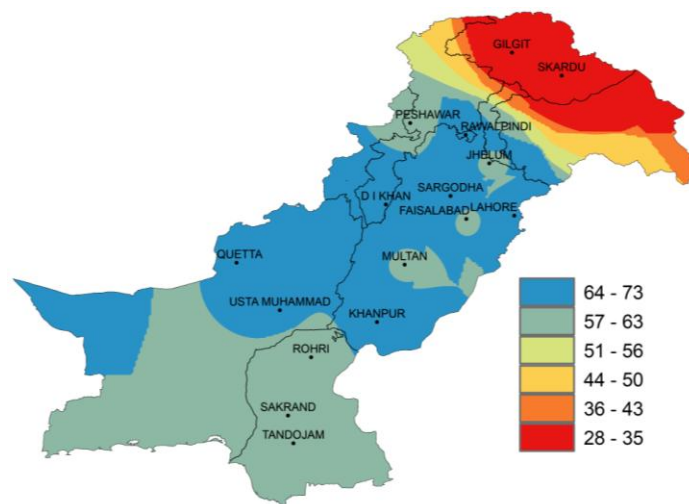 GILGIT
SKARDU
PESHAWAR
RAWALPINDI
JHELUM
SARGODHA
D I KHAN
FAISALABAD
LAHORE
QUETTA
MULTAN
USTA MUHAMMAD
KHANPUR
ROHRI
SAKRAND
TANDOJAM
64 - 73
57 - 63
51 - 56
44 - 50
36 - 43
28 - 35